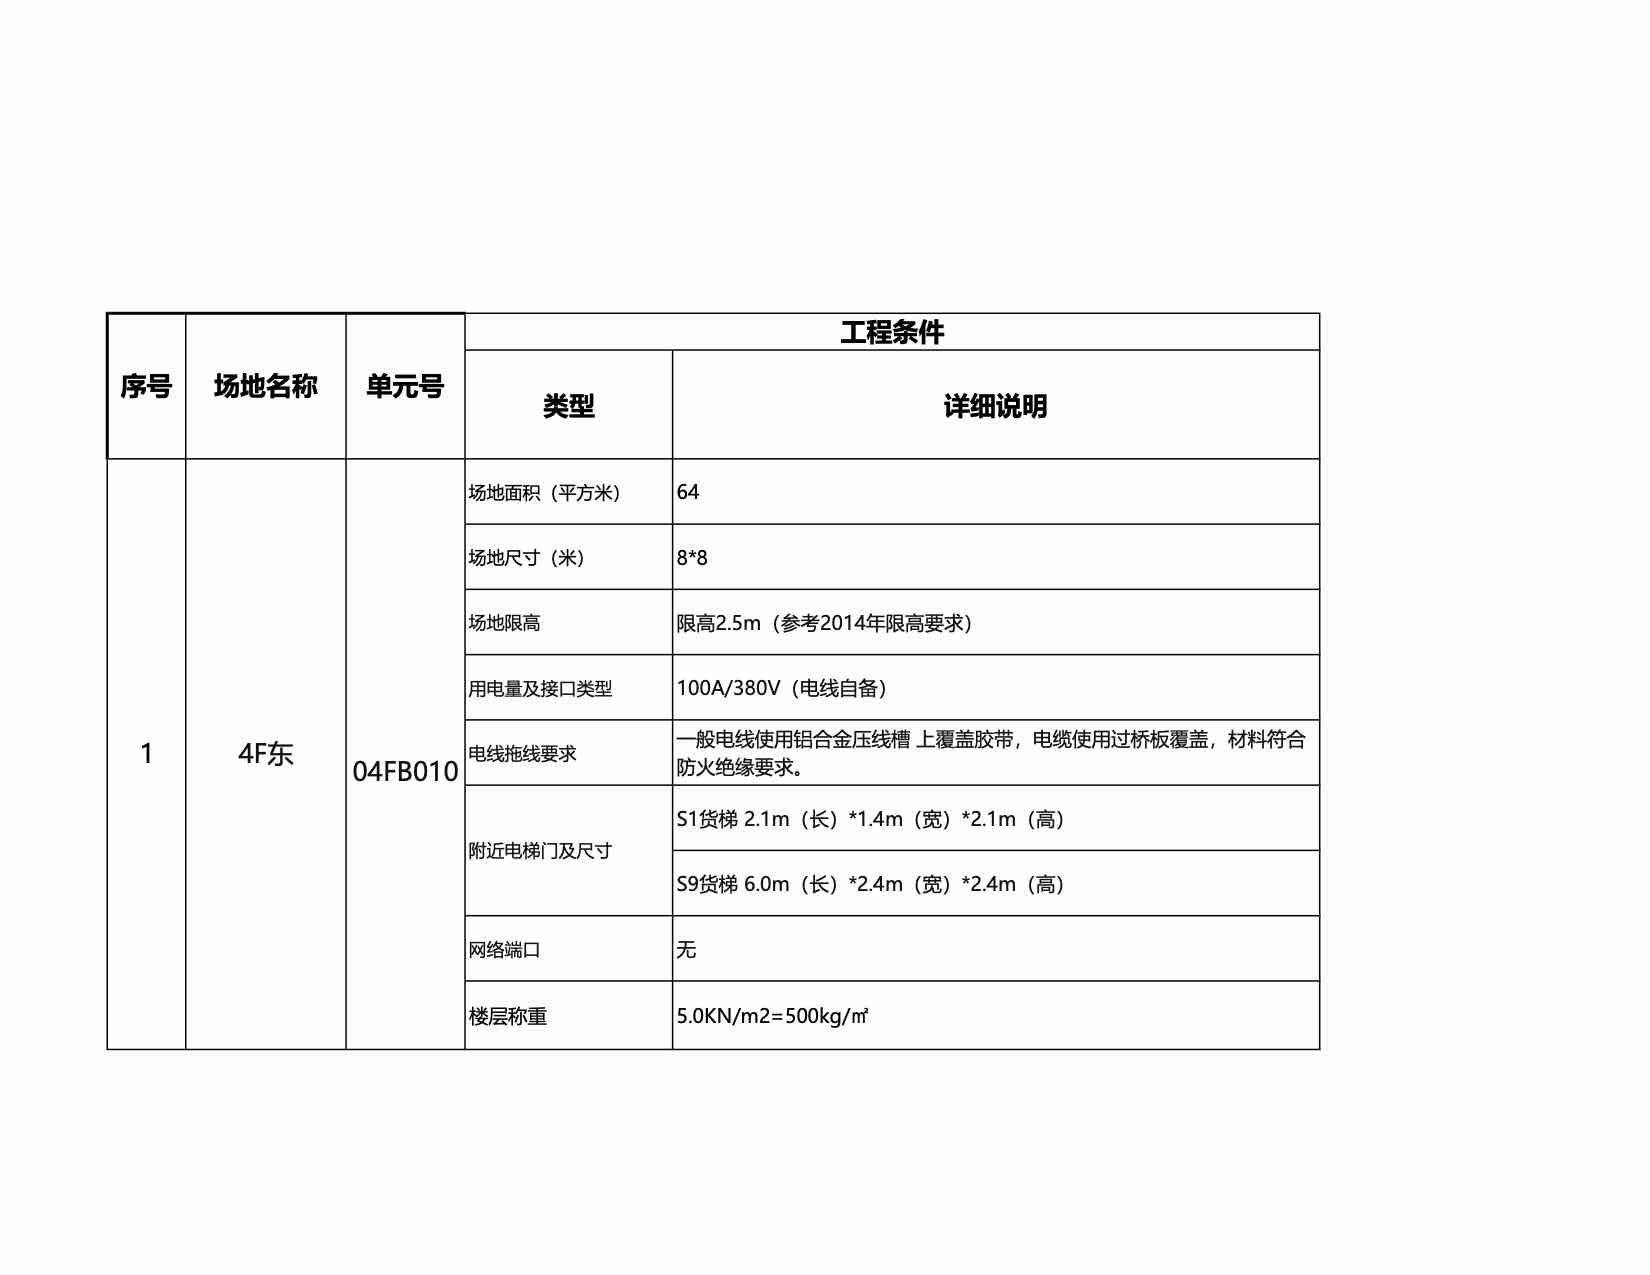 工程条件
序号
场地名称
单元号
类型
详细说明
1
4F东
04FB010
场地面积（平方米）
64
场地尺寸（米）
8*8
场地限高
限高2.5m（参考2014年限高要求）
用电量及接口类型
100A/380V（电线自备）
电线拖线要求
一般电线使用铝合金压线槽 上覆盖胶带，电缆使用过桥板覆盖，材料符合
防火绝缘要求。
附近电梯门及尺寸
S1货梯 2.1m（长）*1.4m（宽）*2.1m（高）
S9货梯 6.0m（长）*2.4m（宽）*2.4m（高）
网络端口
无
楼层称重
5.0KN/m2=500kg/㎡